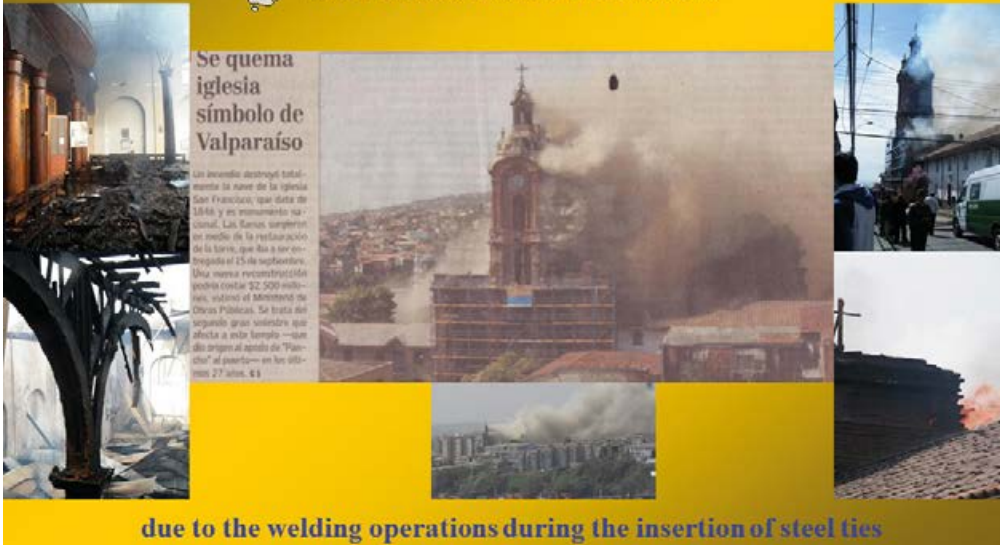 Se quema
iglesia
símbolo de
Valparaíso
Un incendio destruyó total-
mente la nave de la iglesia
San Francisco, que data de
1846 y es monumento na-
cional. Las llamas surgieron
en medio de la restauración
de la torre, que iba a ser en-
tregada el 15 de septiembre.
Una nueva reconstrucción
podría costar $2.500 millo-
nes, estimó el Ministerio de
Obras Públicas. Se trata del
segundo gran siniestro que
afecta a este templo —que
dio origen al apodo de "Pan-
cho" al puerto— en los últi-
mos 27 años.
due to the welding operations during the insertion of steel ties